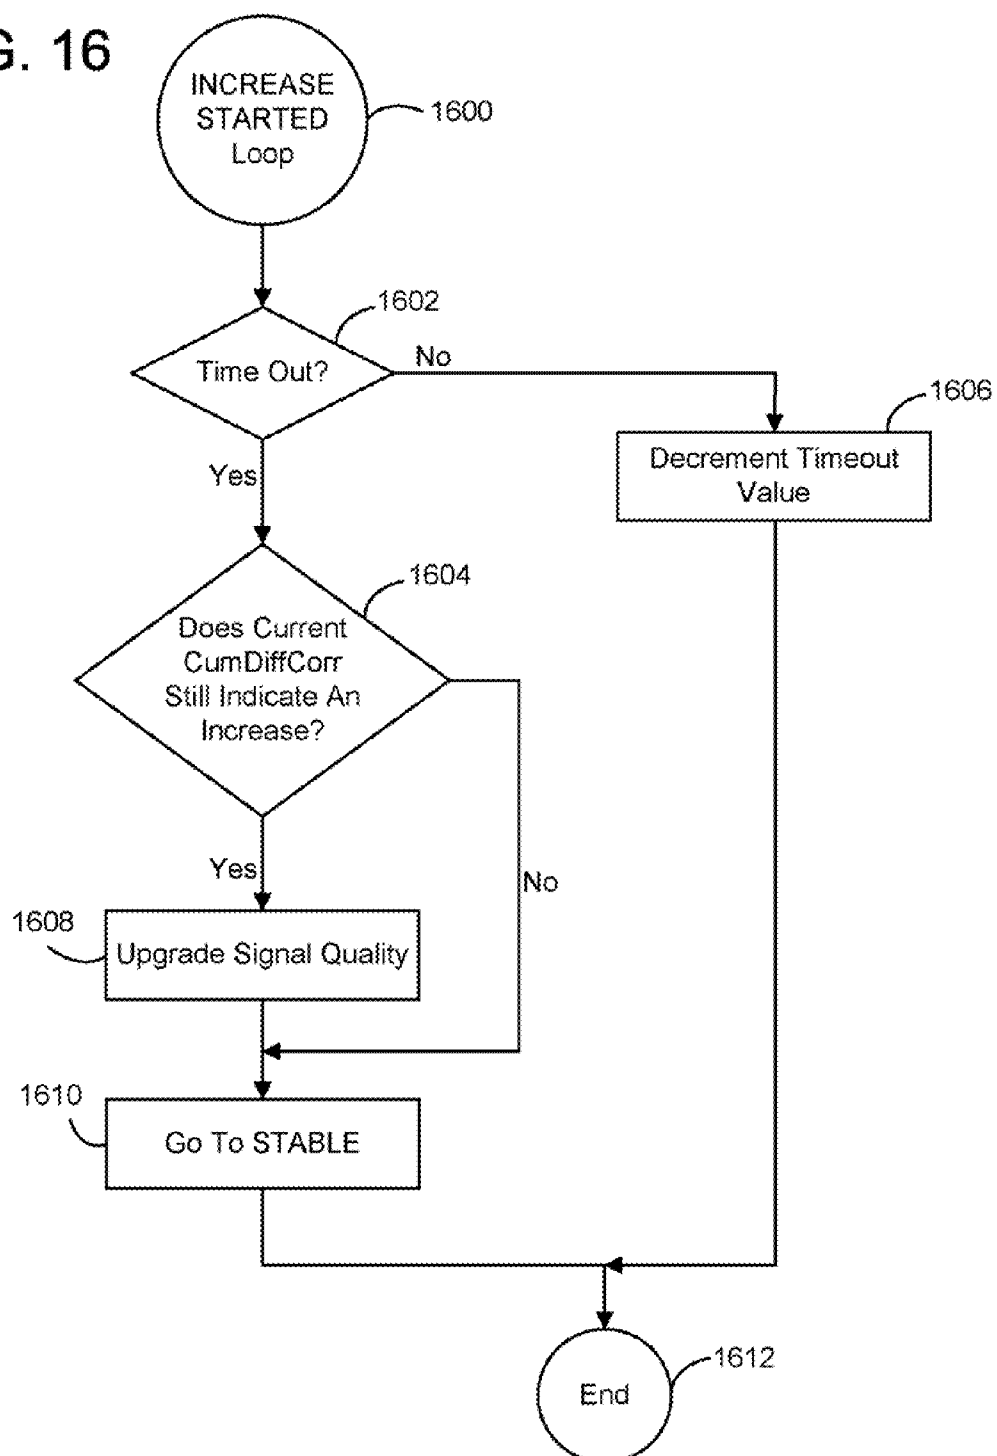 G. 16
INCREASE
STARTED
Loop
1600
1602
Time Out?
No
1606
Decrement Timeout
Value
Yes
1604
Does Current
CumDiffCorr
Still Indicate An
Increase?
Yes
No
1608
Upgrade Signal Quality
1610
Go To STABLE
1612
End